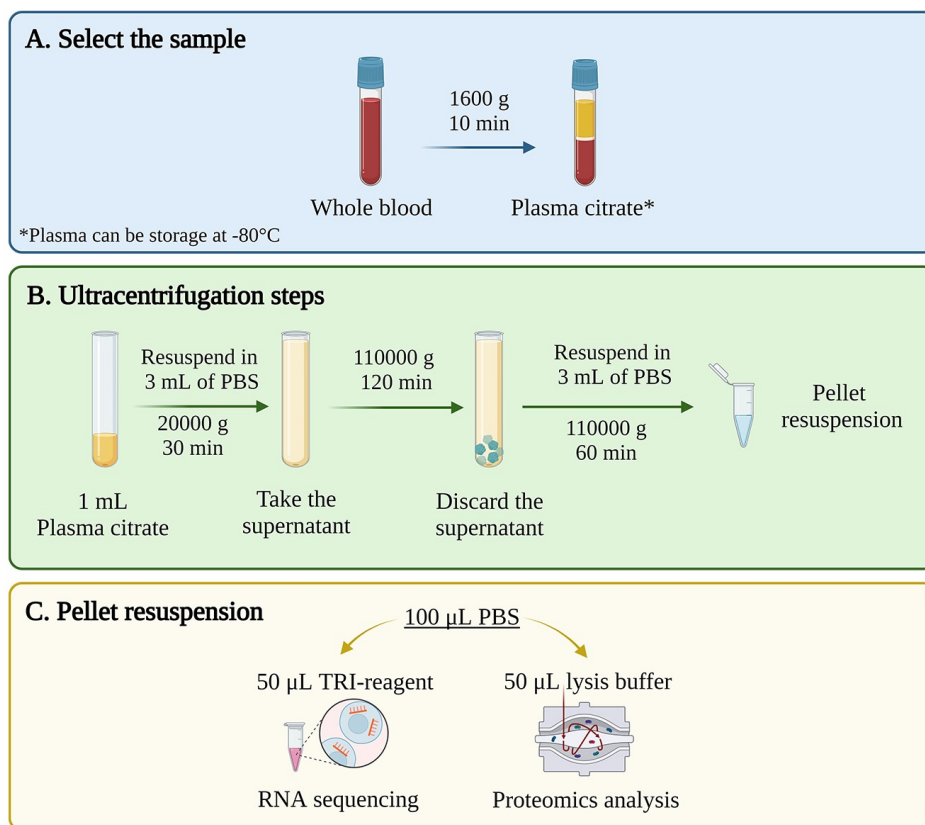 A. Select the sample
1600 g
10 min
Whole blood
Plasma citrate*
*Plasma can be storage at -80°C
B. Ultracentrifugation steps
Resuspend in
3 mL of PBS
20000 g
30 min
110000 g
120 min
Resuspend in
3 mL of PBS
110000 g
60 min
Pellet
resuspension
1 mL
Plasma citrate
Take the
supernatant
Discard the
supernatant
C. Pellet resuspension
100 μL PBS
50 μL TRI-reagent
50 μL lysis buffer
RNA sequencing
Proteomics analysis